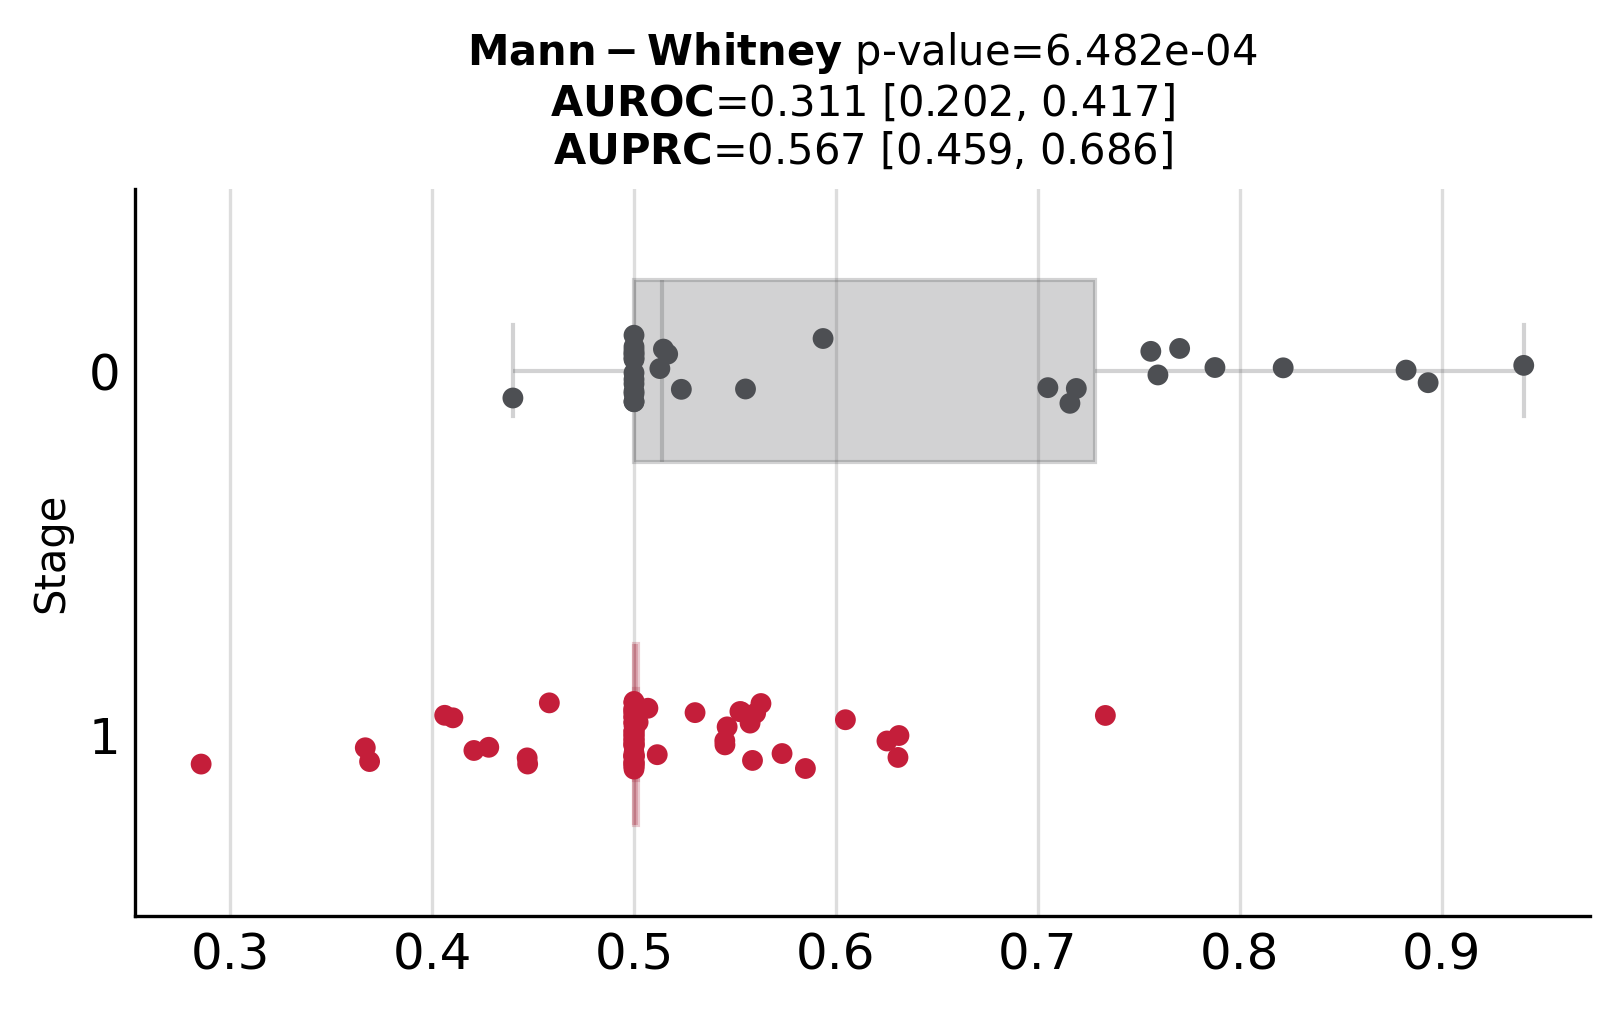 Mann − Whitney p-value=6.482e-04
AUROC=0.311 [0.202, 0.417]
AUPRC=0.567 [0.459, 0.686]
0
Stage
1
0.3 0.4 0.5 0.6 0.7 0.8 0.9